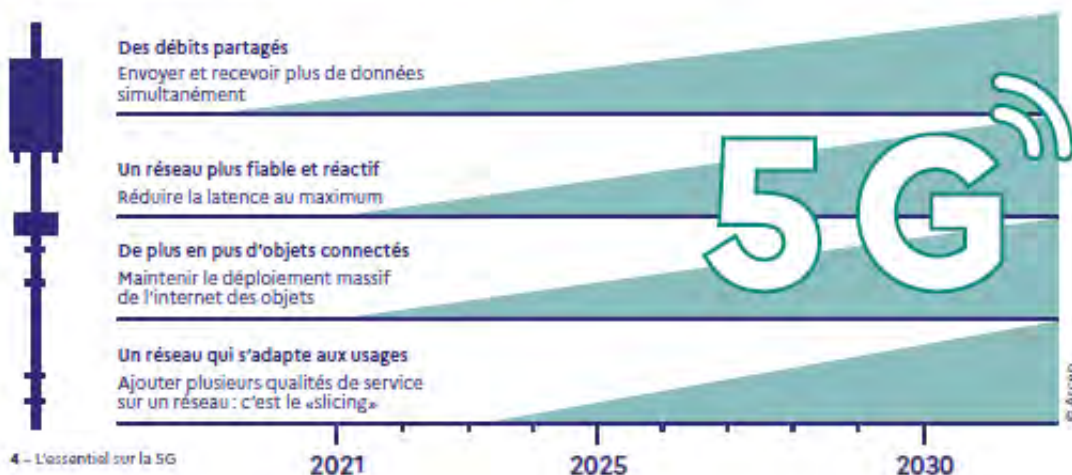 Des débits partagés
Envoyer et recevoir plus de données
simultanément
Un réseau plus fiable et réactif
Réduire la latence au maximum
De plus en pus d'objets connectés
Maintenir le déploiement massif
de l'internet des objets
Un réseau qui s'adapte aux usages
Ajouter plusieurs qualités de service
sur un réseau : c'est le «slicing»
5G
© Arcep
4 – L'essentiel sur la 5G
2021
2025
2030